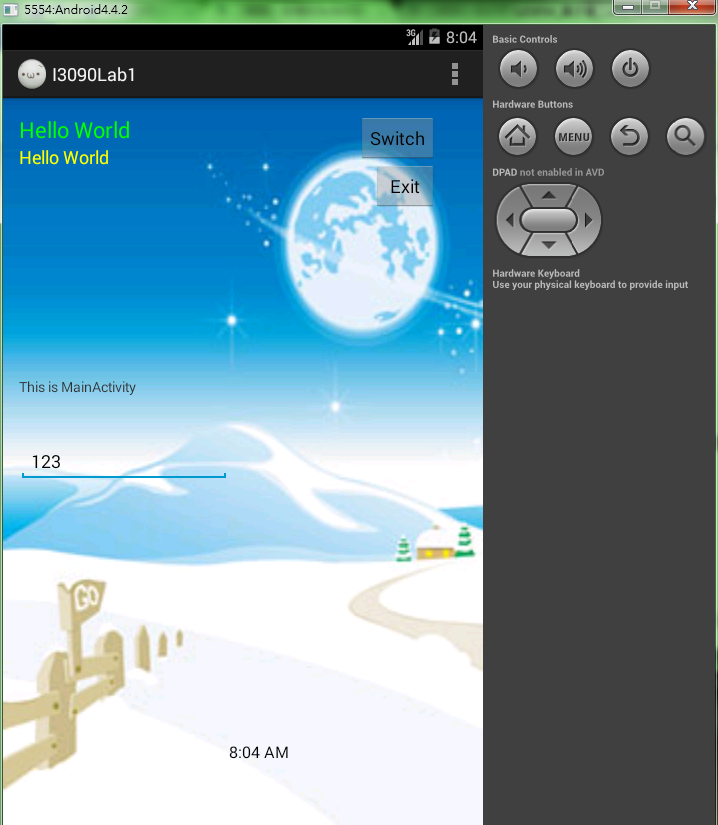 5554:Android4.4.2
3G 8:04
I3090Lab1
Hello World
Hello World
Switch
Exit
This is MainActivity
123
GO
8:04 AM
Basic Controls
Hardware Buttons
MENU
DPAD not enabled in AVD
Hardware Keyboard
Use your physical keyboard to provide input